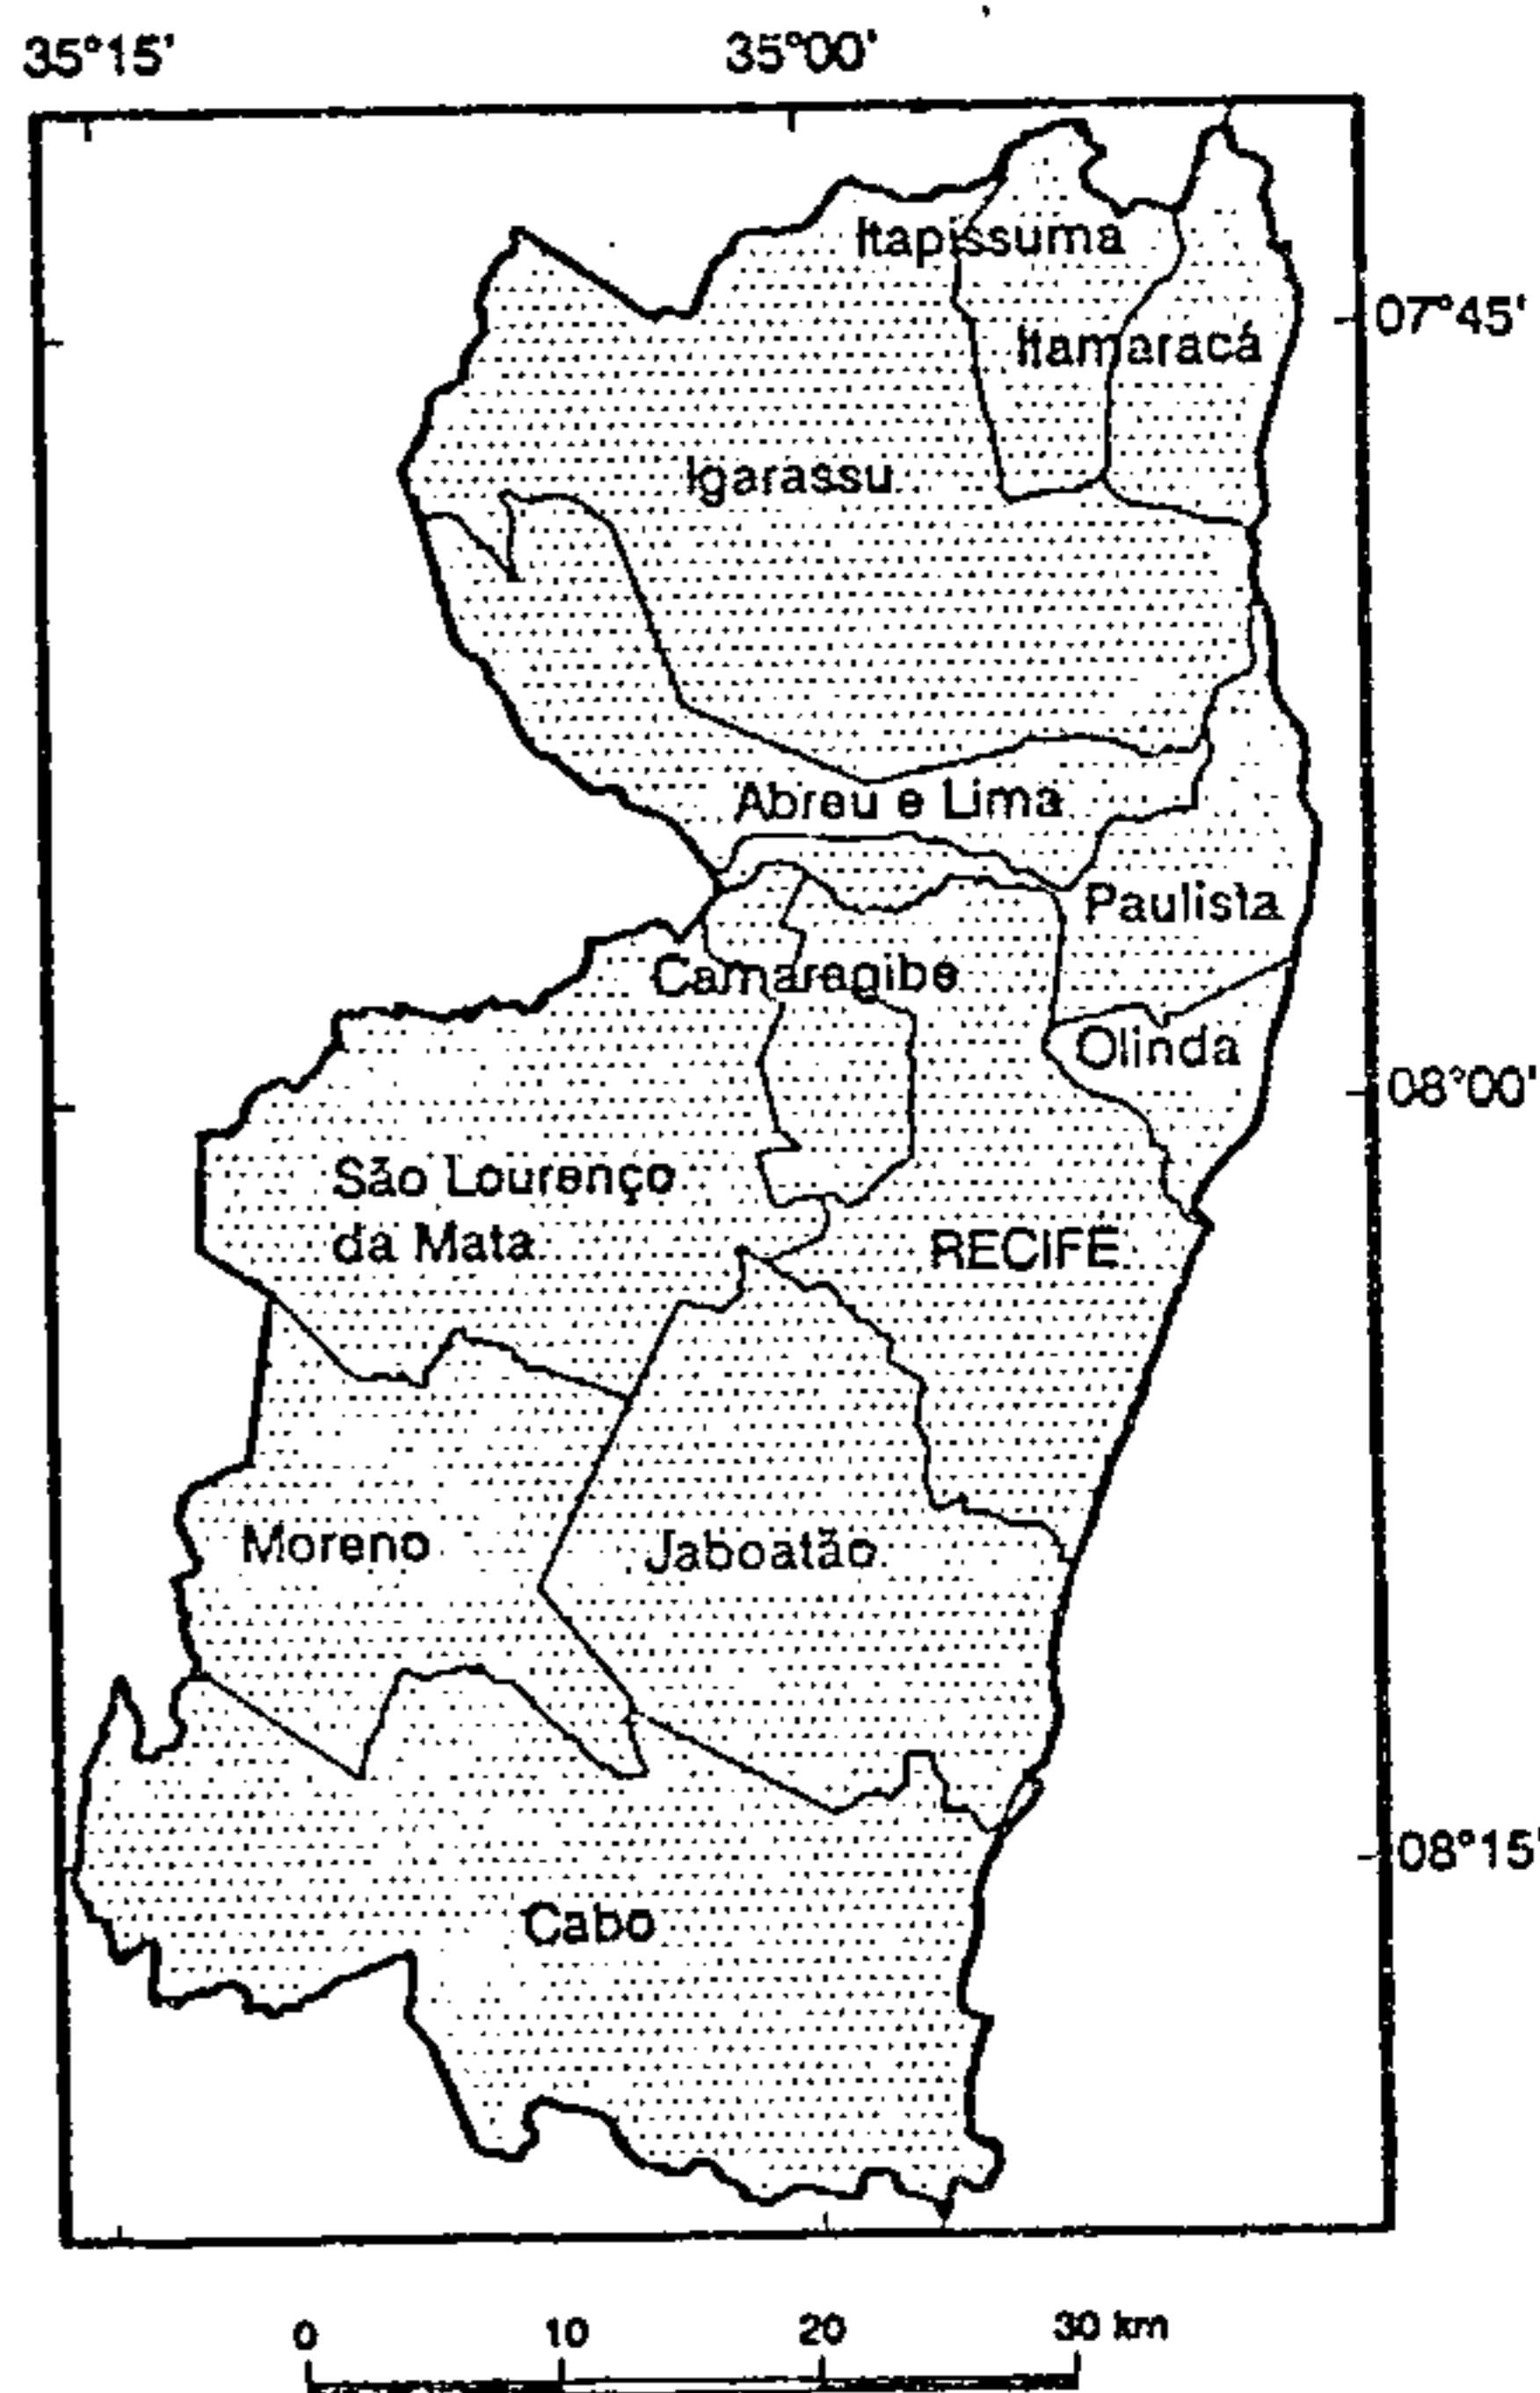 35°15'
35°00'
Itapissuma
07°45'
Itamaracá
Igarassu
Abreu e Lima
Paulista
Camaragibe
Olinda
08°00'
São Lourenço
da Mata
RECIFE
Moreno
Jaboatão
08°15'
Cabo
0 10 20 30 km